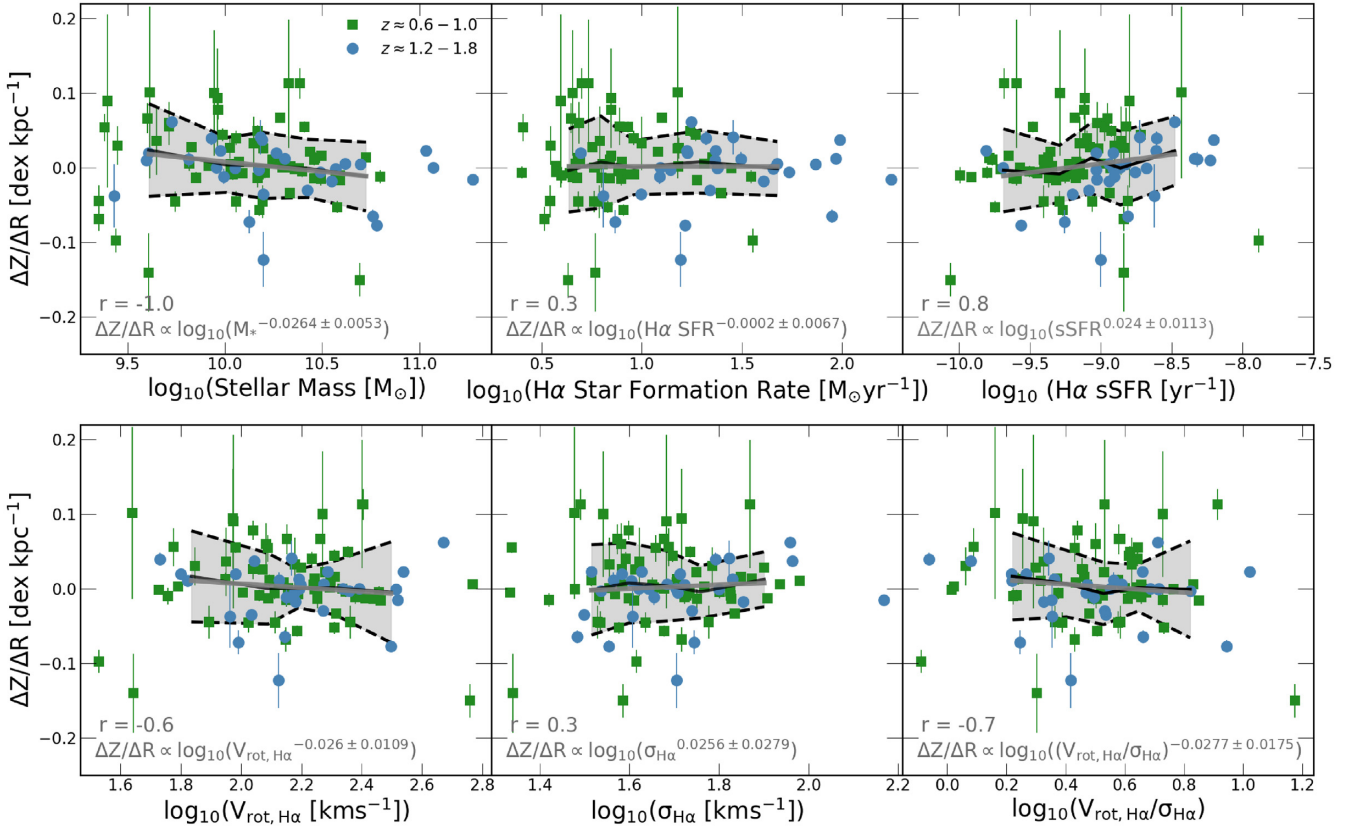 0.2
0.1
0.0
−0.1
−0.2
ΔZ/ΔR [dex kpc⁻¹]
z ≈ 0.6 − 1.0
z ≈ 1.2 − 1.8
r = -1.0
ΔZ/ΔR ∝ log₁₀(M*^−0.0264 ± 0.0053)
9.5 10.0 10.5 11.0
log₁₀(Stellar Mass [M⊙])
r = 0.3
ΔZ/ΔR ∝ log₁₀(Hα SFR^−0.0002 ± 0.0067)
0.5 1.0 1.5 2.0
log₁₀(Hα Star Formation Rate [M⊙yr⁻¹])
r = 0.8
ΔZ/ΔR ∝ log₁₀(sSFR^0.024 ± 0.0113)
−10.0 −9.5 −9.0 −8.5 −8.0 −7.5
log₁₀ (Hα sSFR [yr⁻¹])
0.2
0.1
0.0
−0.1
−0.2
ΔZ/ΔR [dex kpc⁻¹]
r = -0.6
ΔZ/ΔR ∝ log₁₀(V_rot, Hα^−0.026 ± 0.0109)
1.6 1.8 2.0 2.2 2.4 2.6 2.8
log₁₀(V_rot, Hα [kms⁻¹])
r = 0.3
ΔZ/ΔR ∝ log₁₀(σ_Hα^0.0256 ± 0.0279)
1.4 1.6 1.8 2.0 2.2
log₁₀(σ_Hα [kms⁻¹])
r = -0.7
ΔZ/ΔR ∝ log₁₀((V_rot, Hα/σ_Hα)^−0.0277 ± 0.0175)
0.0 0.2 0.4 0.6 0.8 1.0 1.2
log₁₀(V_rot, Hα/σ_Hα)